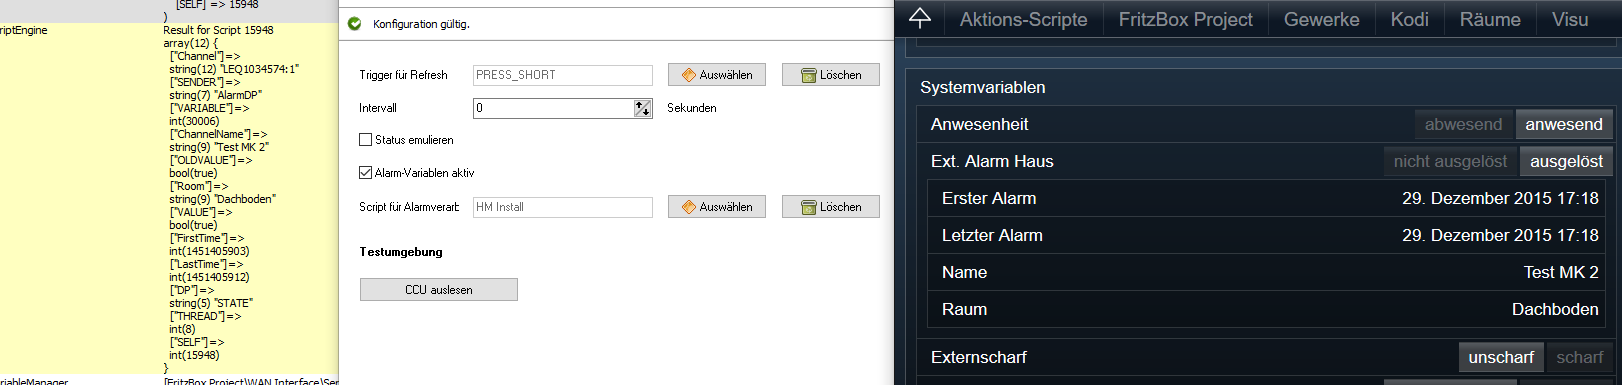 [SELF] => 15948
)
riptEngine
Result for Script 15948
array(12) {
["Channel"]=>
string(12) "LEQ1034574:1"
["SENDER"]=>
string(7) "AlarmDP"
["VARIABLE"]=>
int(30006)
["ChannelName"]=>
string(9) "Test MK 2"
["OLDVALUE"]=>
bool(true)
["Room"]=>
string(9) "Dachboden"
["VALUE"]=>
bool(true)
["FirstTime"]=>
int(1451405903)
["LastTime"]=>
int(1451405912)
["DP"]=>
string(5) "STATE"
["THREAD"]=>
int(8)
["SELF"]=>
int(15948)
}
riableManager
[FritzBox Project\WAN Interface\Ser
Konfiguration gültig.
Trigger für Refresh PRESS_SHORT Auswählen Löschen
Intervall 0 Sekunden
Status emulieren
Alarm-Variablen aktiv
Script für Alarmverarb HM Install Auswählen Löschen
Testumgebung
CCU auslesen
Aktions-Scripte FritzBox Project Gewerke Kodi Räume Visu
Systemvariablen
Anwesenheit abwesend anwesend
Ext. Alarm Haus nicht ausgelöst ausgelöst
Erster Alarm 29. Dezember 2015 17:18
Letzter Alarm 29. Dezember 2015 17:18
Name Test MK 2
Raum Dachboden
Externscharf unscharf scharf